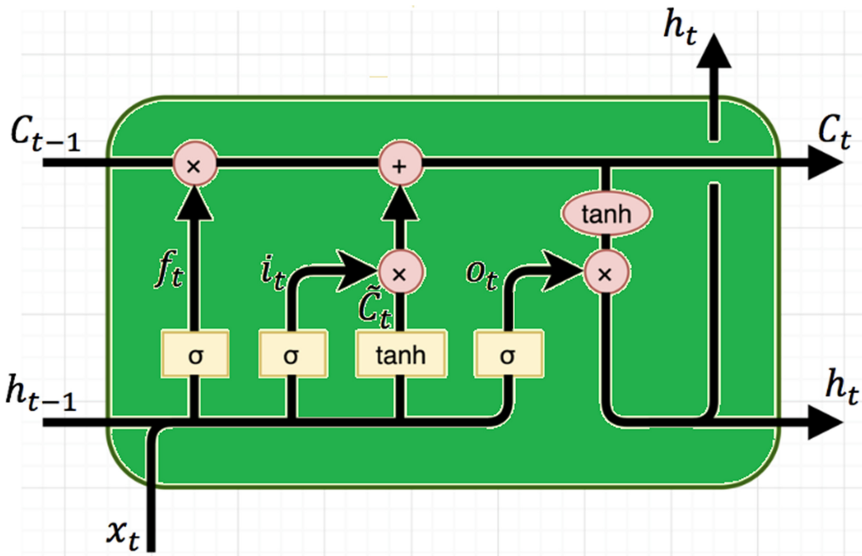 h_t
C_{t-1}
C_t
×
+
tanh
f_t
i_t
×
o_t
×
C̃_t
σ
σ
tanh
σ
h_{t-1}
h_t
x_t